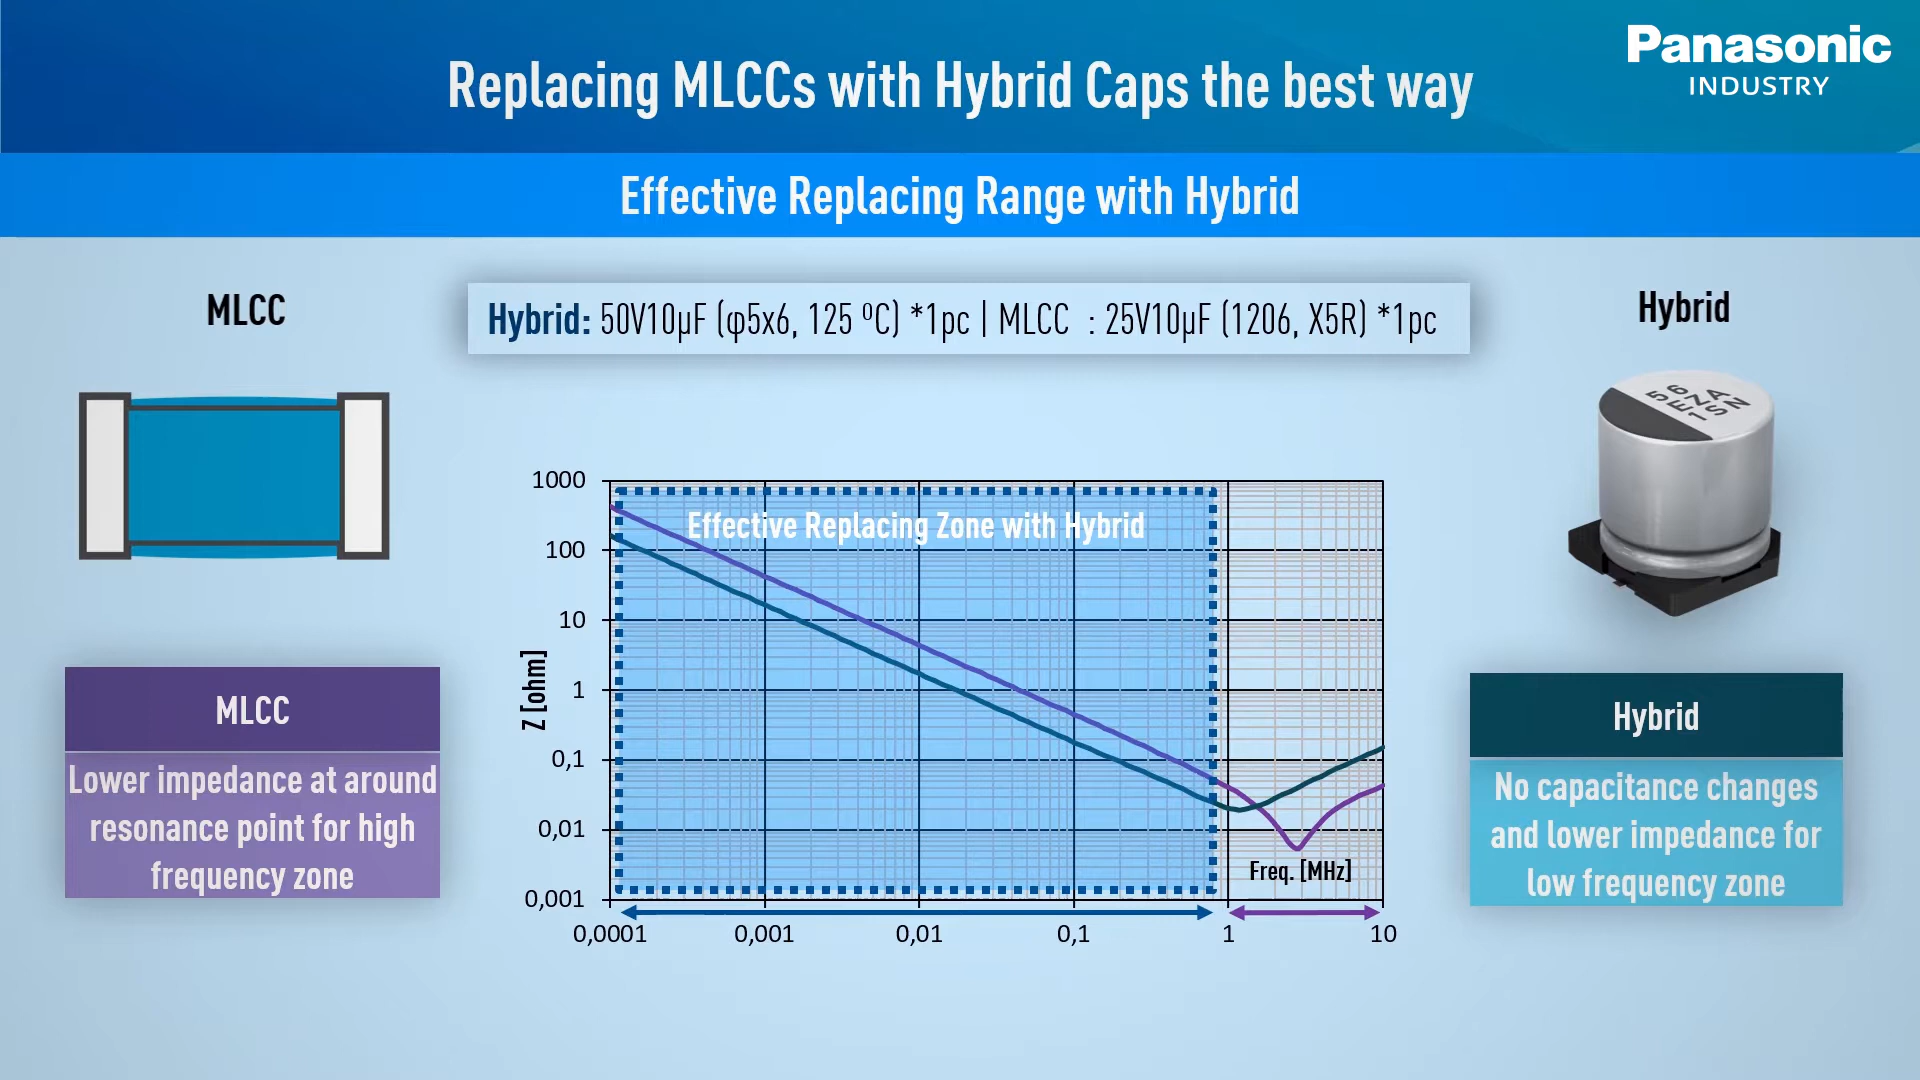 Replacing MLCCs with Hybrid Caps the best way
Panasonic
INDUSTRY
Effective Replacing Range with Hybrid
MLCC
Hybrid: 50V10µF (φ5x6, 125 ⁰C) *1pc | MLCC : 25V10µF (1206, X5R) *1pc
Hybrid
56
EZA
1SN
Effective Replacing Zone with Hybrid
1000
100
10
1
0,1
0,01
0,001
Z [ohm]
Freq. [MHz]
0,0001
0,001
0,01
0,1
1
10
MLCC
Lower impedance at around
resonance point for high
frequency zone
Hybrid
No capacitance changes
and lower impedance for
low frequency zone